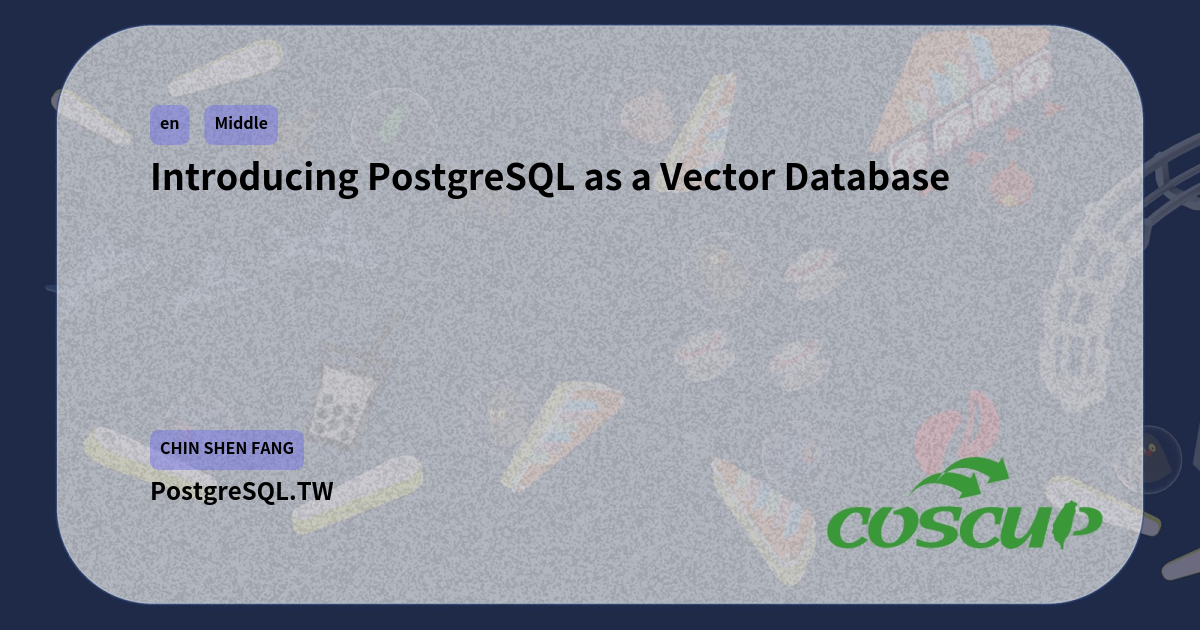 en Middle
Introducing PostgreSQL as a Vector Database
CHIN SHEN FANG
PostgreSQL.TW
COSCUP